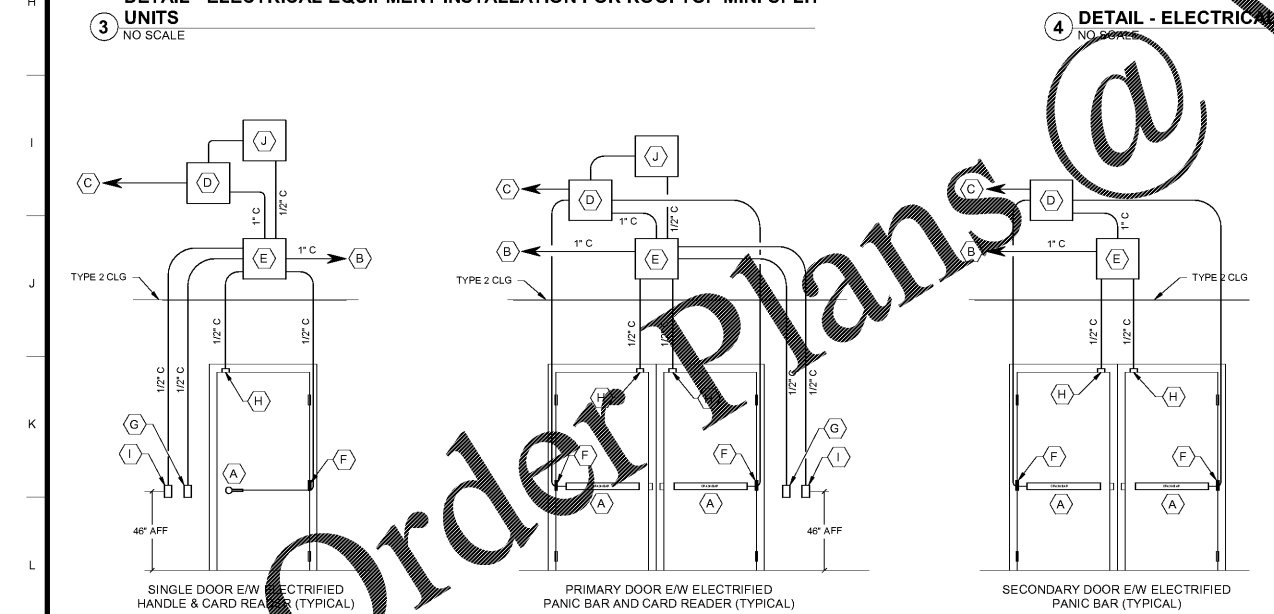 DETAIL - ELECTRICAL EQUIPMENT INSTALLATION FOR ROOFTOP MINI SPLIT
UNITS
3
NO SCALE
4
DETAIL - ELECTRICAL
NO SCALE
H
I
J
K
L
J
D
C
1" C
1/2" C
E
1" C
B
TYPE 2 CLG
1/2" C
1/2" C
1/2" C
1/2" C
H
G
I
A
F
46" AFF
SINGLE DOOR E/W ELECTRIFIED
HANDLE & CARD READER (TYPICAL)
J
C
D
1" C
1/2" C
B
1" C
E
TYPE 2 CLG
1/2" C
1/2" C
1/2" C
1/2" C
H
H
G
I
F
F
A
A
46" AFF
PRIMARY DOOR E/W ELECTRIFIED
PANIC BAR AND CARD READER (TYPICAL)
C
D
1" C
B
1" C
E
TYPE 2 CLG
1/2" C
1/2" C
H
H
F
F
A
A
SECONDARY DOOR E/W ELECTRIFIED
PANIC BAR (TYPICAL)
Order Plans @